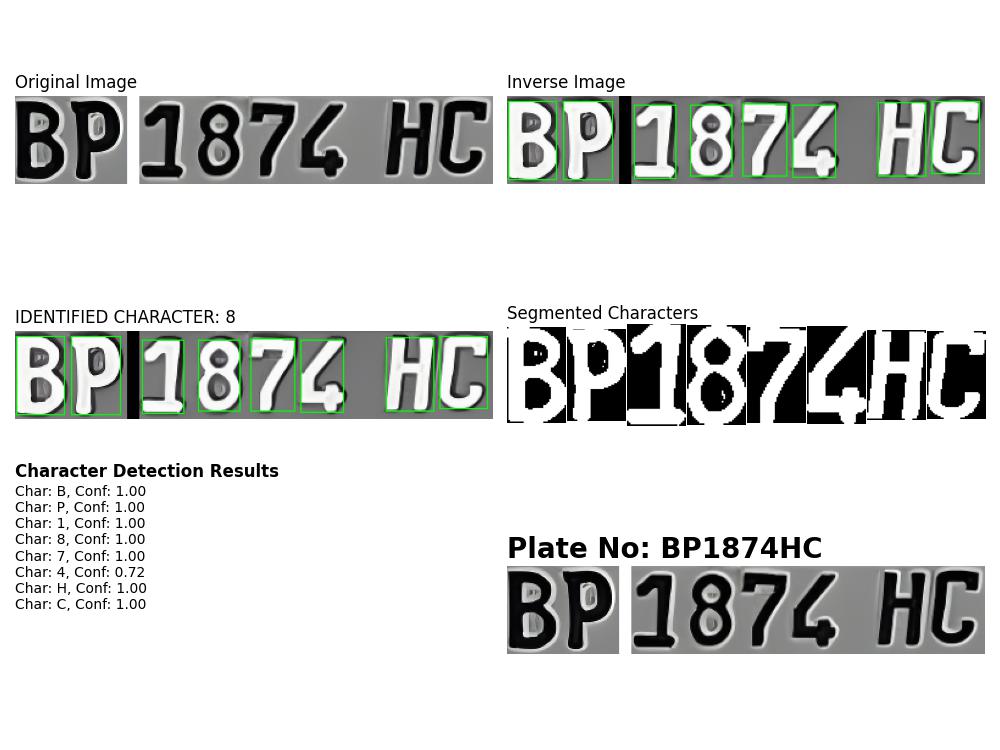 Original Image
BP 1874 HC
Inverse Image
BP 1874 HC
IDENTIFIED CHARACTER: 8
BP 1874 HC
Segmented Characters
BP1874HC
Character Detection Results
Char: B, Conf: 1.00
Char: P, Conf: 1.00
Char: 1, Conf: 1.00
Char: 8, Conf: 1.00
Char: 7, Conf: 1.00
Char: 4, Conf: 0.72
Char: H, Conf: 1.00
Char: C, Conf: 1.00
Plate No: BP1874HC
BP 1874 HC